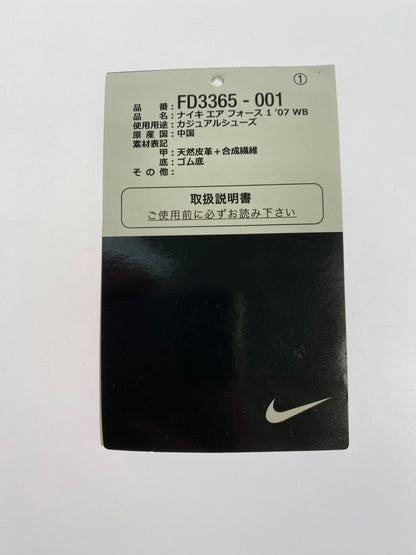 ①
品番：FD3365 - 001
品名：ナイキ エア フォース 1 '07 WB
使用用途：カジュアルシューズ
原産国：中国
素材表記
甲：天然皮革＋合成繊維
底：ゴム底
その他：
取扱説明書
ご使用前に必ずお読み下さい